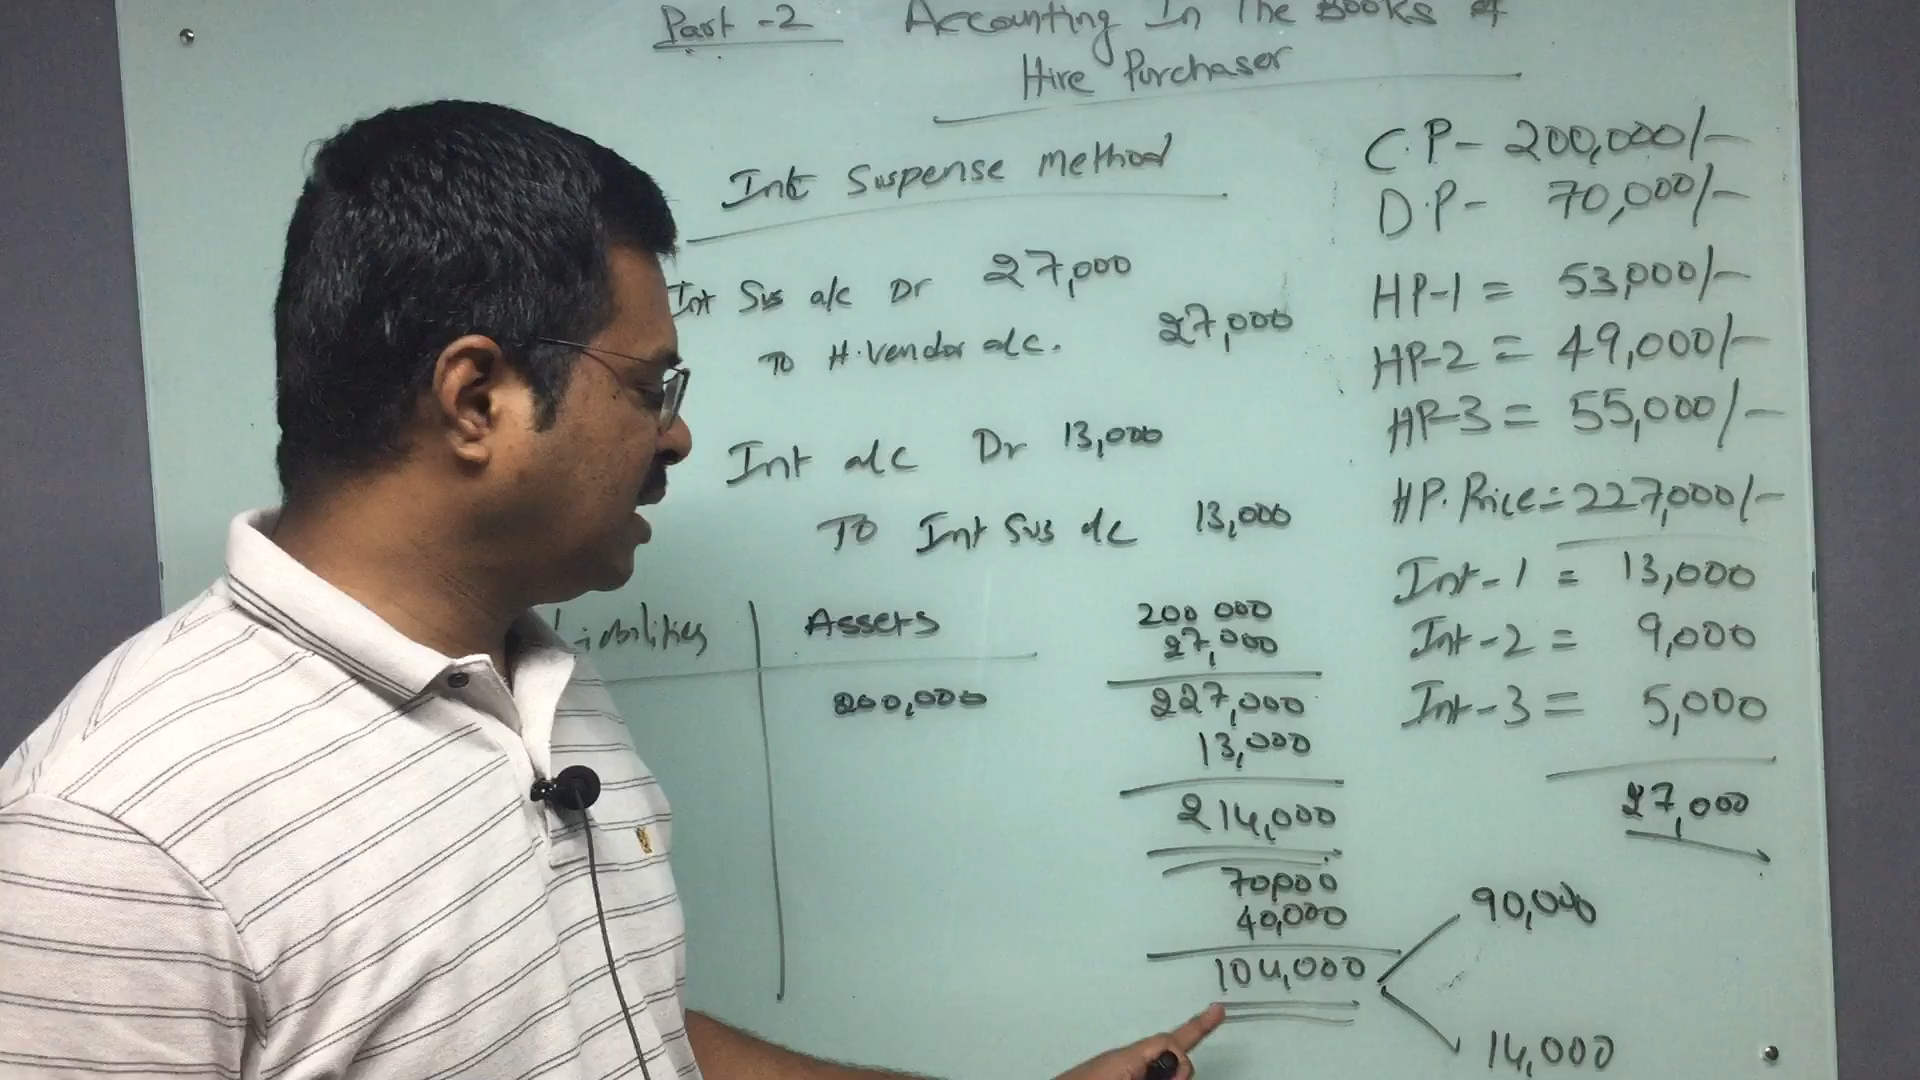 Part -2 Accounting In The Books of
Hire Purchaser
Int Suspense method
Int Sus a/c Dr 27,000
To H.Vendor a/c. 27,000
Int a/c Dr 13,000
To Int Sus a/c 13,000
Liabilities Assets
200,000
200 000
27,000
227,000
13,000
214,000
70,000
40,000
104,000
90,000
14,000
C.P- 200,000/-
D.P- 70,000/-
HP-1 = 53,000/-
HP-2 = 49,000/-
HP-3 = 55,000/-
HP.Price = 227,000/-
Int-1 = 13,000
Int-2 = 9,000
Int-3 = 5,000
27,000